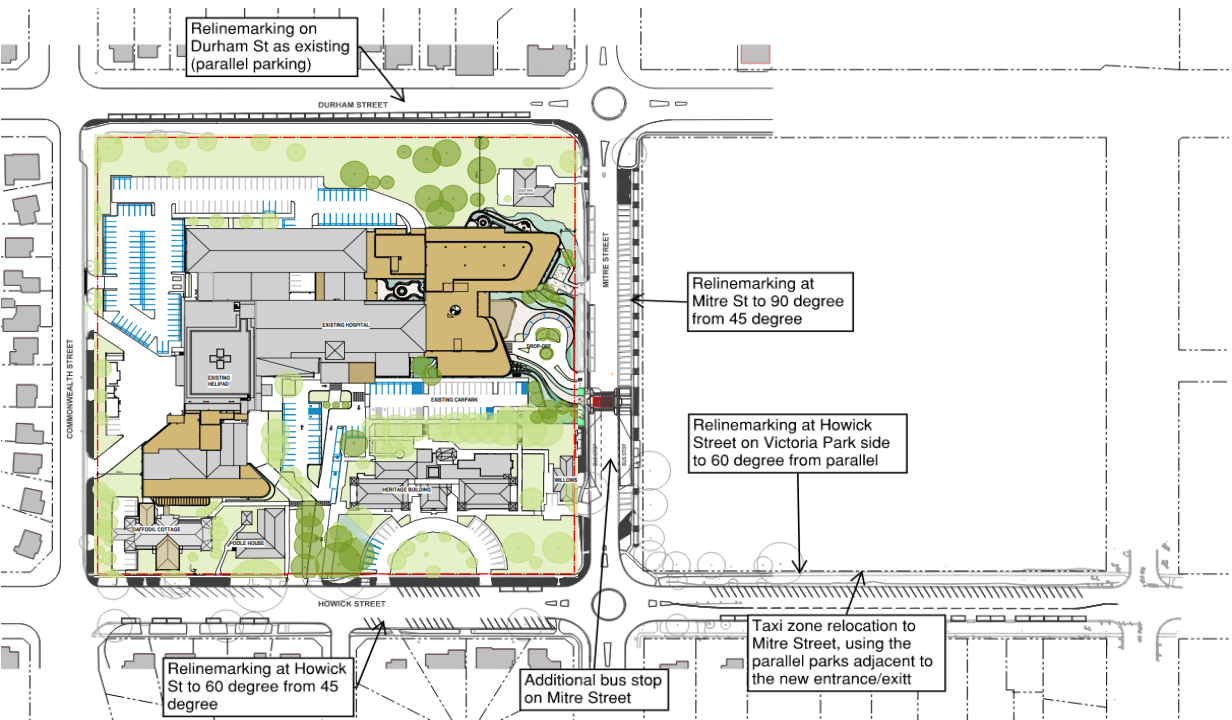 Relinemarking on
Durham St as existing
(parallel parking)
DURHAM STREET
MITRE STREET
Relinemarking at
Mitre St to 90 degree
from 45 degree
EXISTING HOSPITAL
DROP-OFF
EXISTING
HELIPAD
EXISTING CARPARK
COMMONWEALTH STREET
Relinemarking at Howick
Street on Victoria Park side
to 60 degree from parallel
BUS STOP
BUS STOP
WILLOWS
HERITAGE BUILDING
DAFFODIL COTTAGE
POOLE HOUSE
HOWICK STREET
Taxi zone relocation to
Mitre Street, using the
parallel parks adjacent to
the new entrance/exitt
Relinemarking at Howick
St to 60 degree from 45
degree
Additional bus stop
on Mitre Street